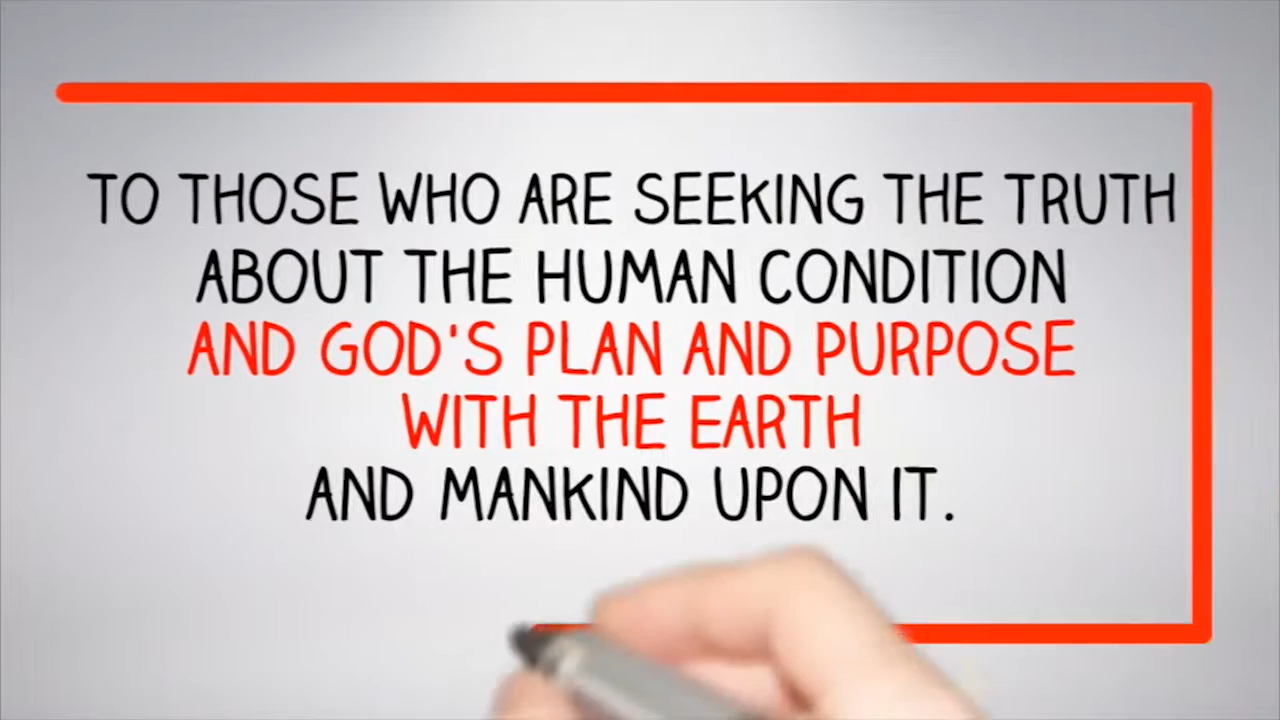 TO THOSE WHO ARE SEEKING THE TRUTH
ABOUT THE HUMAN CONDITION
AND GOD'S PLAN AND PURPOSE
WITH THE EARTH
AND MANKIND UPON IT.